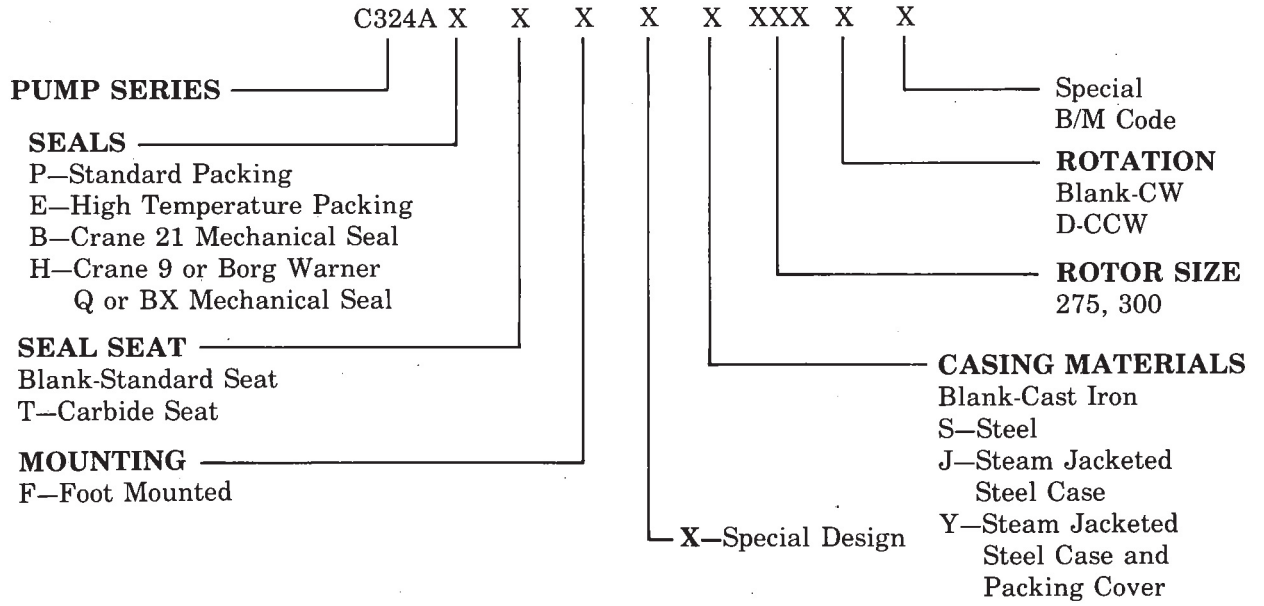 C324A X X X X X XXX X X
PUMP SERIES
SEALS
P—Standard Packing
E—High Temperature Packing
B—Crane 21 Mechanical Seal
H—Crane 9 or Borg Warner
Q or BX Mechanical Seal
SEAL SEAT
Blank-Standard Seat
T—Carbide Seat
MOUNTING
F—Foot Mounted
X—Special Design
Special
B/M Code
ROTATION
Blank-CW
D-CCW
ROTOR SIZE
275, 300
CASING MATERIALS
Blank-Cast Iron
S—Steel
J—Steam Jacketed
Steel Case
Y—Steam Jacketed
Steel Case and
Packing Cover